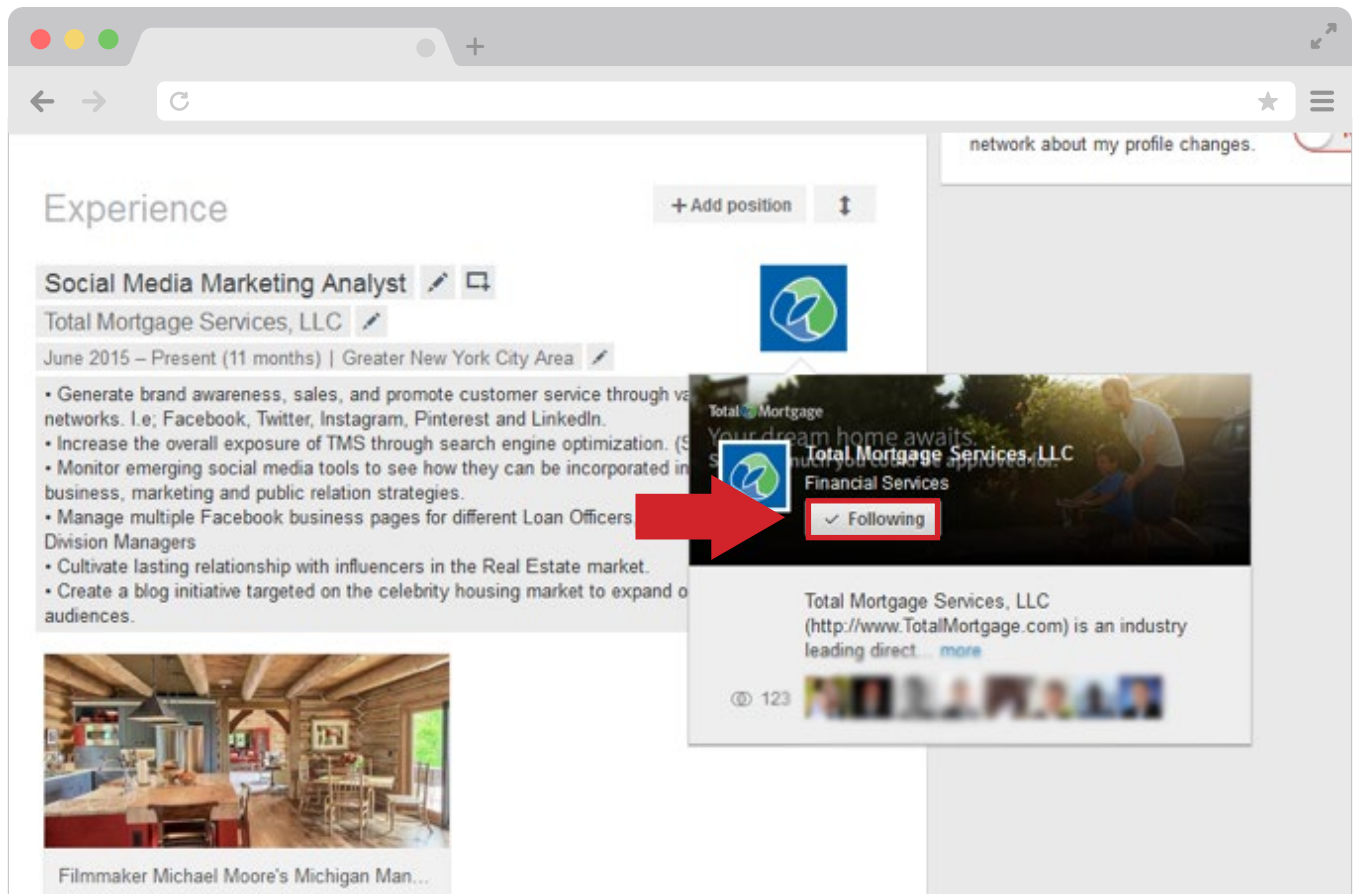 network about my profile changes.
Experience
+ Add position
Social Media Marketing Analyst
Total Mortgage Services, LLC
June 2015 – Present (11 months) | Greater New York City Area
• Generate brand awareness, sales, and promote customer service through va
networks. I.e; Facebook, Twitter, Instagram, Pinterest and LinkedIn.
• Increase the overall exposure of TMS through search engine optimization. (S
• Monitor emerging social media tools to see how they can be incorporated in
business, marketing and public relation strategies.
• Manage multiple Facebook business pages for different Loan Officers,
Division Managers
• Cultivate lasting relationship with influencers in the Real Estate market.
• Create a blog initiative targeted on the celebrity housing market to expand o
audiences.
Total Mortgage
Your dream home awaits.
much you could be approved for.
Total Mortgage Services, LLC
Financial Services
✓ Following
Total Mortgage Services, LLC
(http://www.TotalMortgage.com) is an industry
leading direct... more
123
Filmmaker Michael Moore's Michigan Man...